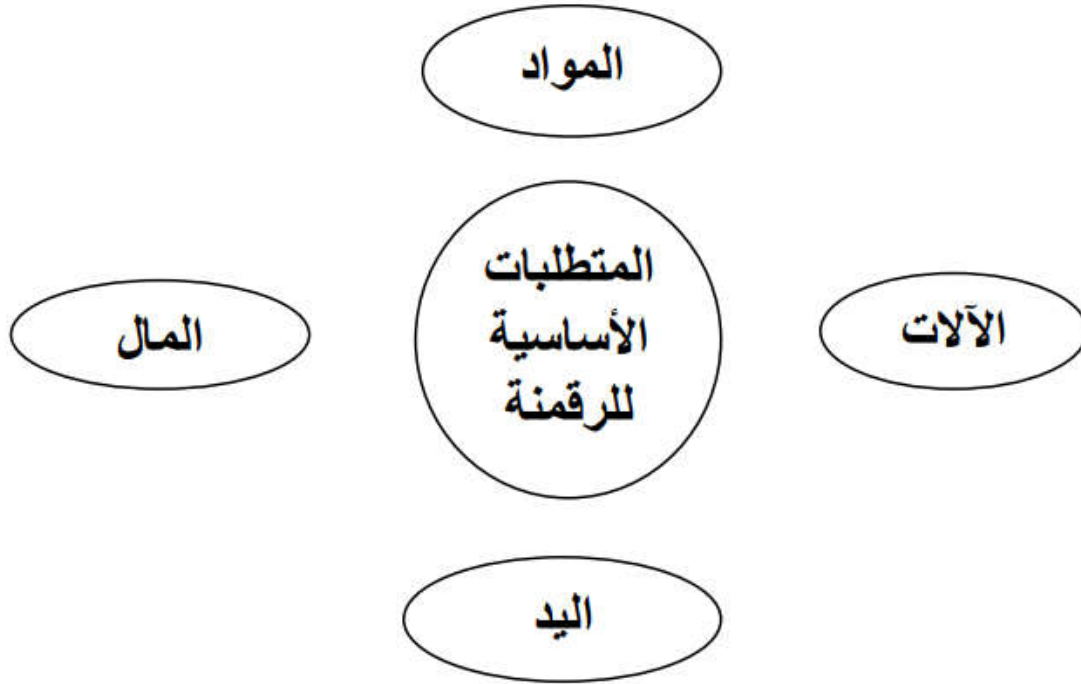 المواد
المتطلبات
الأساسية
للرقمنة
الآلات
المال
اليد